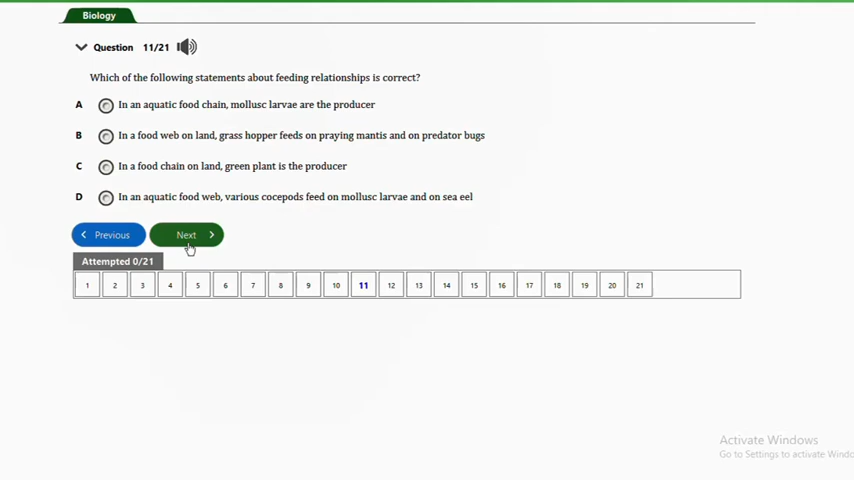 Biology
Question 11/21
Which of the following statements about feeding relationships is correct?
A In an aquatic food chain, mollusc larvae are the producer
B In a food web on land, grass hopper feeds on praying mantis and on predator bugs
C In a food chain on land, green plant is the producer
D In an aquatic food web, various cocepods feed on mollusc larvae and on sea eel
Previous Next
Attempted 0/21
1 2 3 4 5 6 7 8 9 10 11 12 13 14 15 16 17 18 19 20 21
Activate Windows
Go to Settings to activate Windo